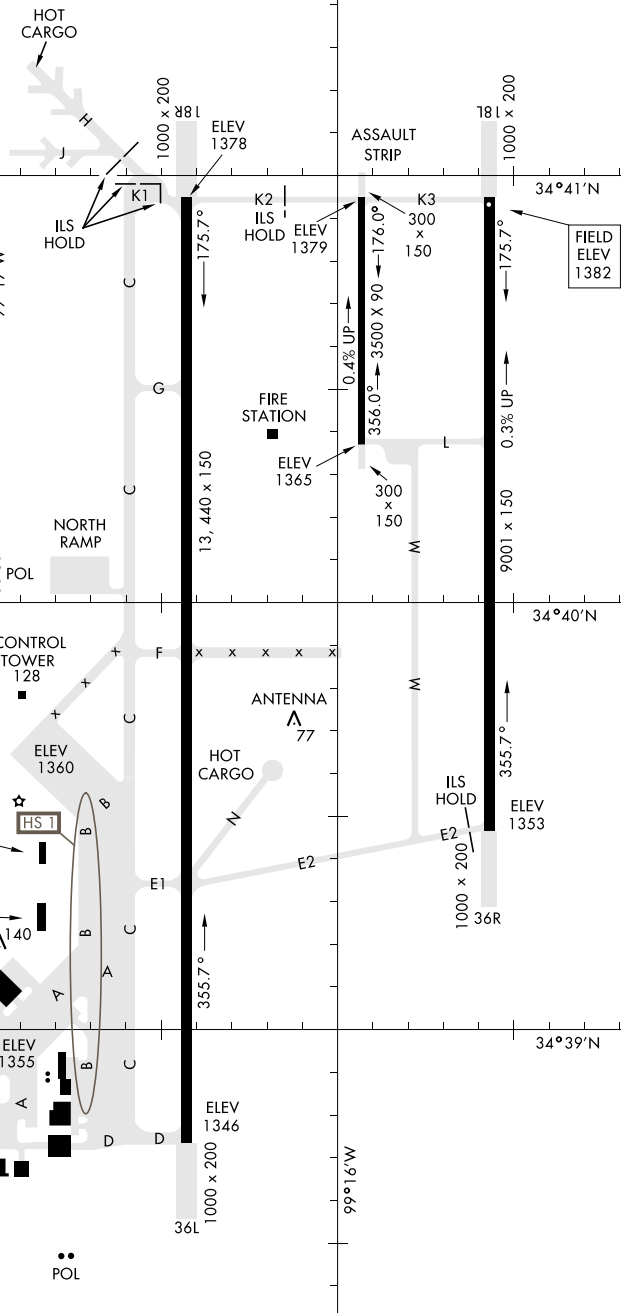 HOT
CARGO
H
J
1000 x 200
18R
ELEV
1378
ASSAULT
STRIP
18L
1000 x 200
34°41'N
K1
K2
K3
ILS
HOLD
ILS
HOLD
ELEV
1379
300
x
150
FIELD
ELEV
1382
175.7°
176.0°
175.7°
C
0.4% UP
3500 X 90
356.0°
0.3% UP
G
FIRE
STATION
ELEV
1365
L
300
x
150
C
13, 440 x 150
9001 x 150
NORTH
RAMP
POL
W
34°40'N
CONTROL
TOWER
128
x
x
x
F
x x x x x
W
C
ANTENNA
77
355.7°
ELEV
1360
HOT
CARGO
ILS
HOLD
ELEV
1353
HS 1
B
B
N
E2
E2
1000 x 200
36R
E1
140
B
C
A
A
355.7°
34°39'N
ELEV
1355
B
C
A
ELEV
1346
D
D
1000 x 200
36L
99°16'W
POL